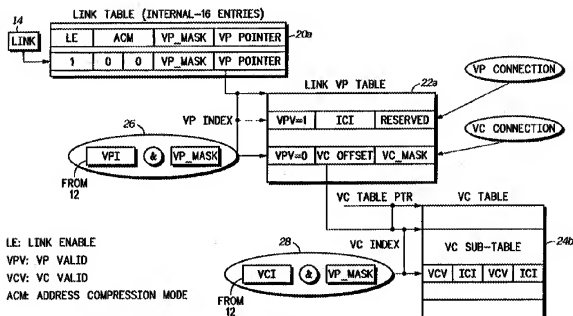 LINK TABLE (INTERNAL-16 ENTRIES)
14
LINK
LE ACM VP_MASK VP POINTER
20a
1 0 0 VP_MASK VP POINTER
LINK VP TABLE
22a
VP CONNECTION
VP INDEX
VPV=1 ICI RESERVED
26
VPI & VP_MASK
FROM
12
VPV=0 VC OFFSET VC_MASK
VC CONNECTION
VC TABLE PTR
VC TABLE
VC SUB-TABLE
24b
28
VC INDEX
VCI & VP_MASK
FROM
12
VCV ICI VCV ICI
LE: LINK ENABLE
VPV: VP VALID
VCV: VC VALID
ACM: ADDRESS COMPRESSION MODE